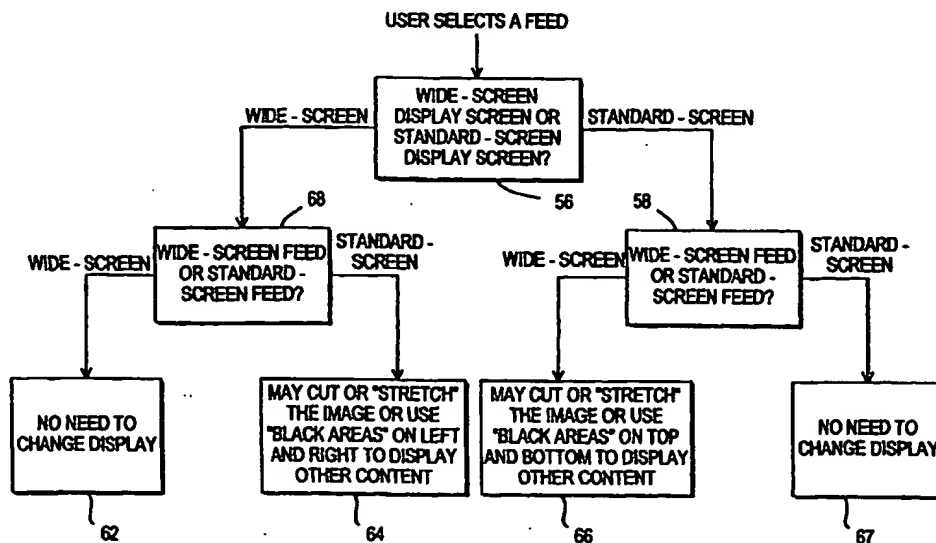 USER SELECTS A FEED
WIDE - SCREEN
DISPLAY SCREEN OR
STANDARD - SCREEN
DISPLAY SCREEN?
WIDE - SCREEN
STANDARD - SCREEN
56
68
58
WIDE - SCREEN FEED
OR STANDARD -
SCREEN FEED?
WIDE - SCREEN
STANDARD -
SCREEN
WIDE - SCREEN FEED
OR STANDARD -
SCREEN FEED?
WIDE - SCREEN
STANDARD -
SCREEN
NO NEED TO
CHANGE DISPLAY
MAY CUT OR "STRETCH"
THE IMAGE OR USE
"BLACK AREAS" ON LEFT
AND RIGHT TO DISPLAY
OTHER CONTENT
MAY CUT OR "STRETCH"
THE IMAGE OR USE
"BLACK AREAS" ON TOP
AND BOTTOM TO DISPLAY
OTHER CONTENT
NO NEED TO
CHANGE DISPLAY
62
64
66
67